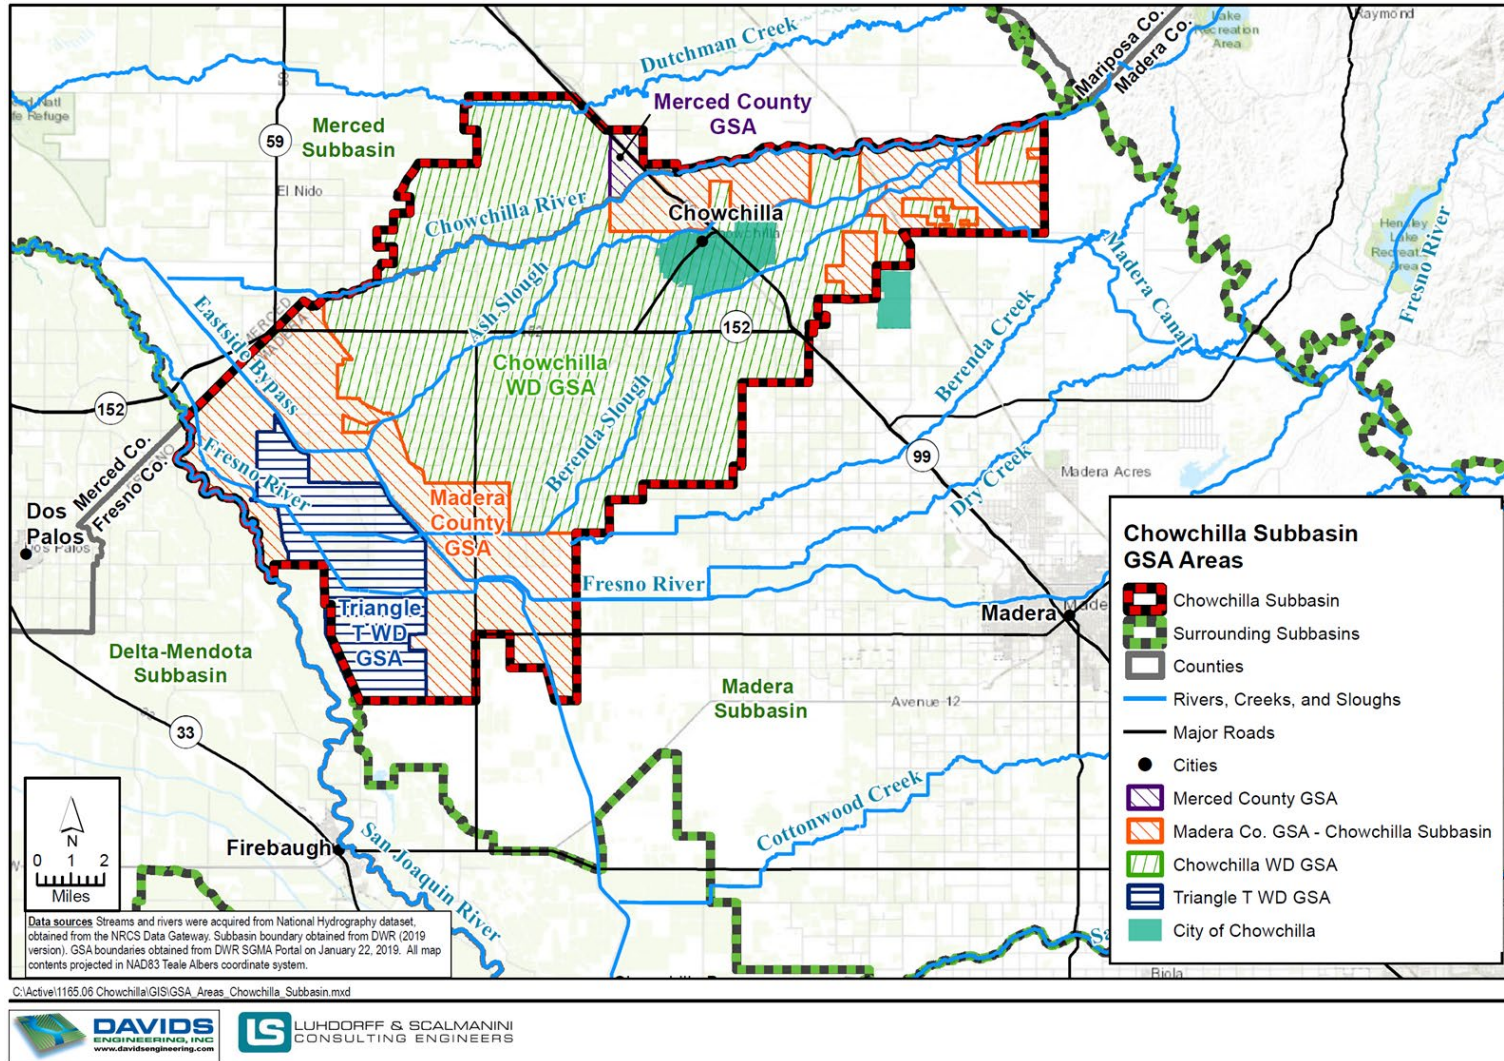 Raymond
Lake
Recreation
Area
Mariposa Co.
Madera Co.
Dutchman Creek
Merced County
GSA
Merced
Subbasin
59
El Nido
Chowchilla River
Chowchilla
Hensley
Lake
Fresno River
Madera Canal
Ash Slough
Eastside Bypass
MERCED
MADERA
152
152
Chowchilla
WD GSA
Berenda Creek
Berenda Slough
152
Merced Co.
Fresno Co.
Fresno River
99
Dry Creek
Madera Acres
Dos
Palos
Dos Palos
Madera
County
GSA
Fresno River
Madera
Triangle
T WD
GSA
Delta-Mendota
Subbasin
Madera
Subbasin
Avenue 12
33
Cottonwood Creek
Firebaugh
San Joaquin River
Biola
N
0 1 2
Miles
Data sources Streams and rivers were acquired from National Hydrography dataset,
obtained from the NRCS Data Gateway. Subbasin boundary obtained from DWR (2019
version). GSA boundaries obtained from DWR SGMA Portal on January 22, 2019. All map
contents projected in NAD83 Teale Albers coordinate system.
Chowchilla Subbasin
GSA Areas
Chowchilla Subbasin
Surrounding Subbasins
Counties
Rivers, Creeks, and Sloughs
Major Roads
Cities
Merced County GSA
Madera Co. GSA - Chowchilla Subbasin
Chowchilla WD GSA
Triangle T WD GSA
City of Chowchilla
C:\Active\1165.06 Chowchilla\GIS\GSA_Areas_Chowchilla_Subbasin.mxd
DAVIDS
ENGINEERING, INC
www.davidsengineering.com
LS
LUHDORFF & SCALMANINI
CONSULTING ENGINEERS